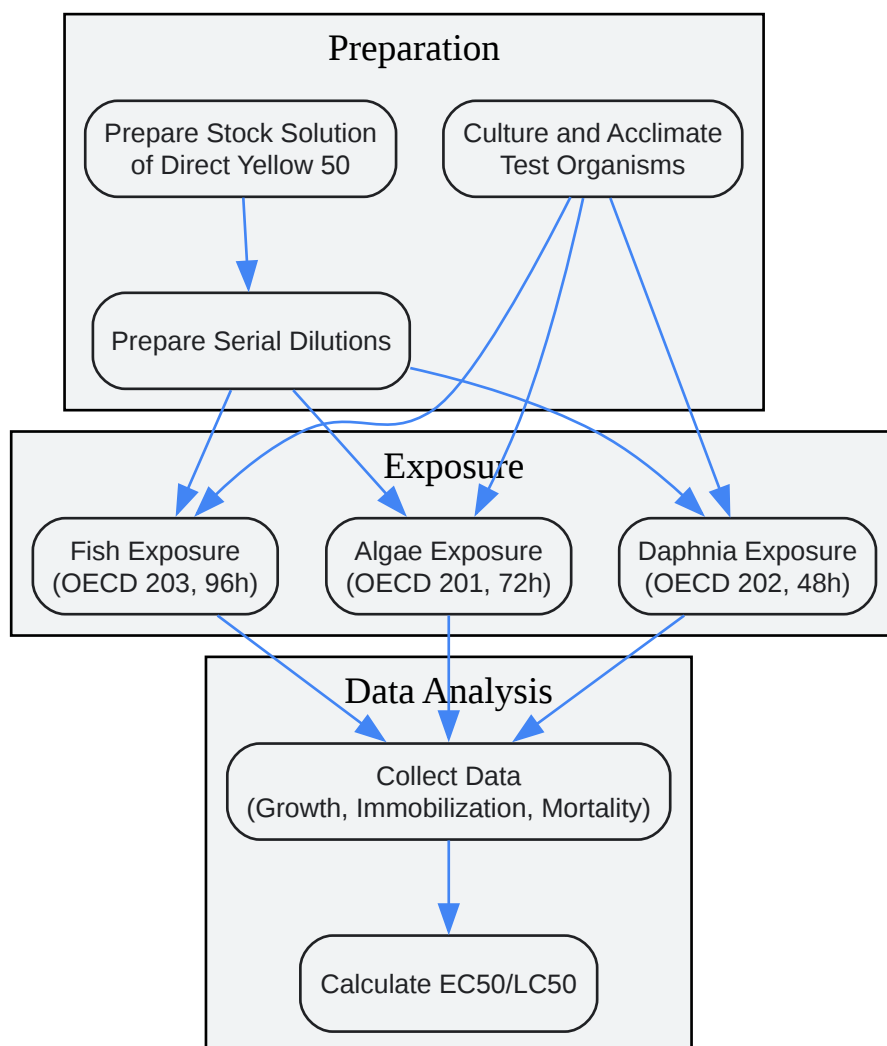 Preparation
Prepare Stock Solution
of Direct Yellow 50
Culture and Acclimate
Test Organisms
Prepare Serial Dilutions
Exposure
Fish Exposure
(OECD 203, 96h)
Algae Exposure
(OECD 201, 72h)
Daphnia Exposure
(OECD 202, 48h)
Data Analysis
Collect Data
(Growth, Immobilization, Mortality)
Calculate EC50/LC50